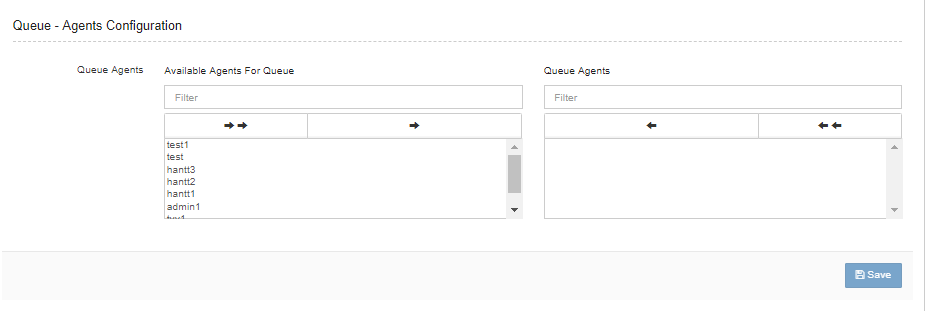 Queue - Agents Configuration
Queue Agents
Available Agents For Queue
Queue Agents
Filter
Filter
test1
test
hantt3
hantt2
hantt1
admin1
Save